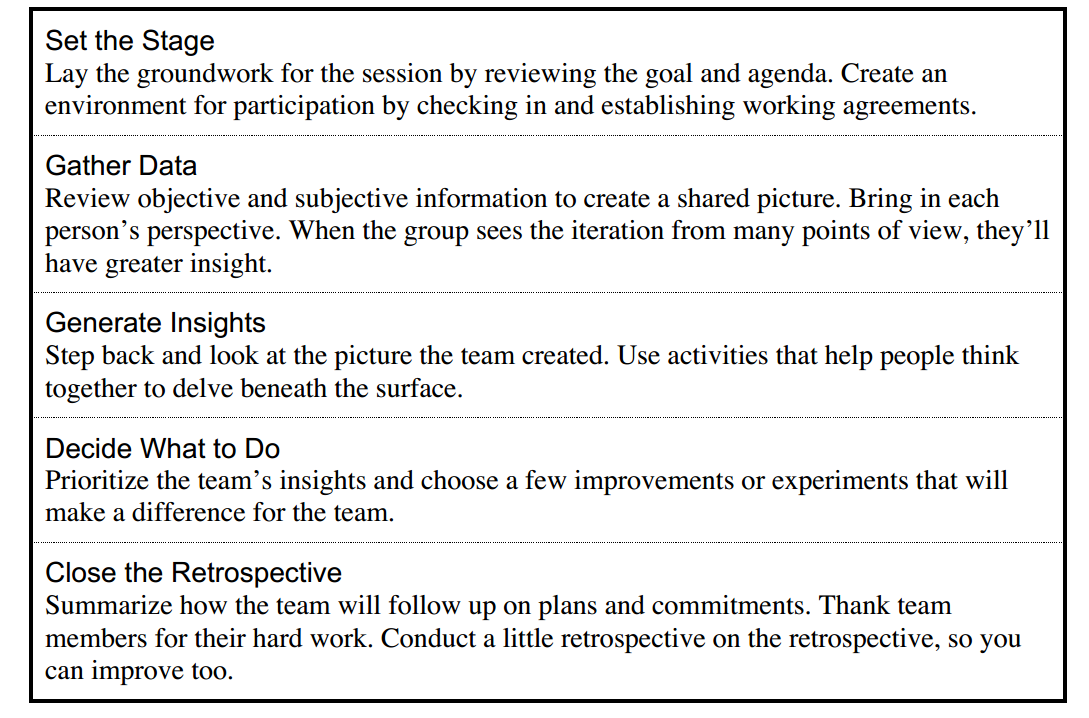 Set the Stage
Lay the groundwork for the session by reviewing the goal and agenda. Create an
environment for participation by checking in and establishing working agreements.
Gather Data
Review objective and subjective information to create a shared picture. Bring in each
person’s perspective. When the group sees the iteration from many points of view, they’ll
have greater insight.
Generate Insights
Step back and look at the picture the team created. Use activities that help people think
together to delve beneath the surface.
Decide What to Do
Prioritize the team’s insights and choose a few improvements or experiments that will
make a difference for the team.
Close the Retrospective
Summarize how the team will follow up on plans and commitments. Thank team
members for their hard work. Conduct a little retrospective on the retrospective, so you
can improve too.